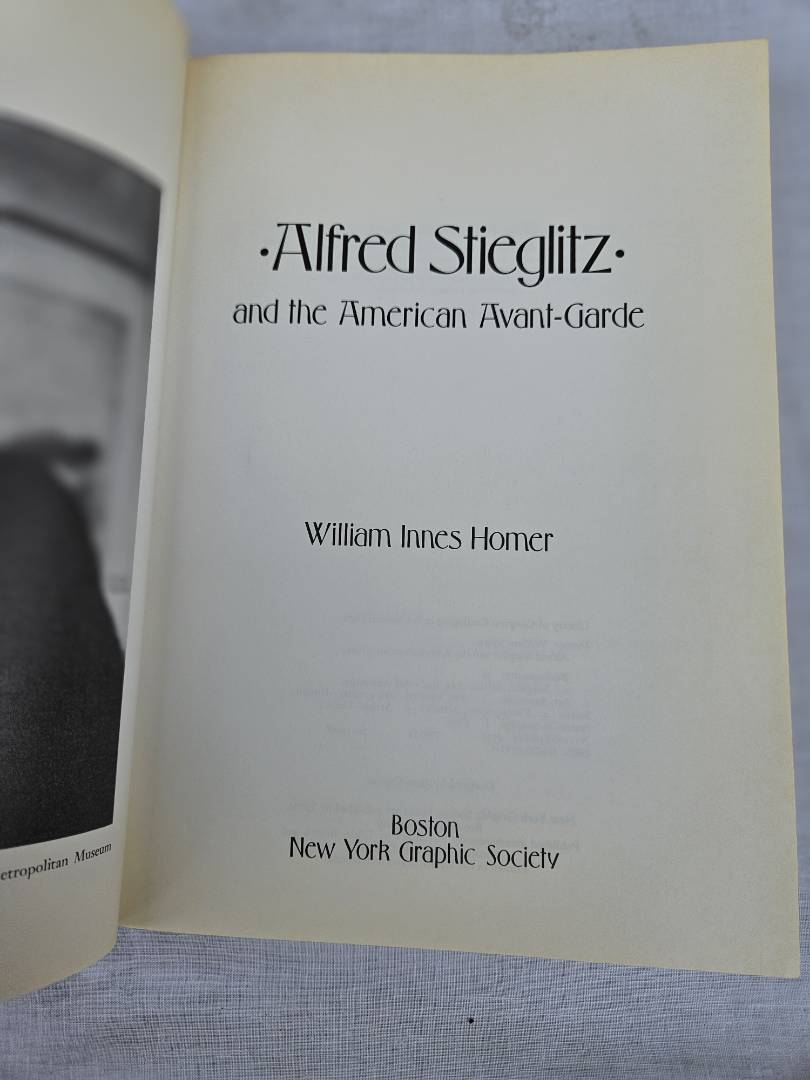 etropolitan Museum
·Alfred Stieglitz·
and the American Avant-Garde
William Innes Homer
Boston
New York Graphic Society